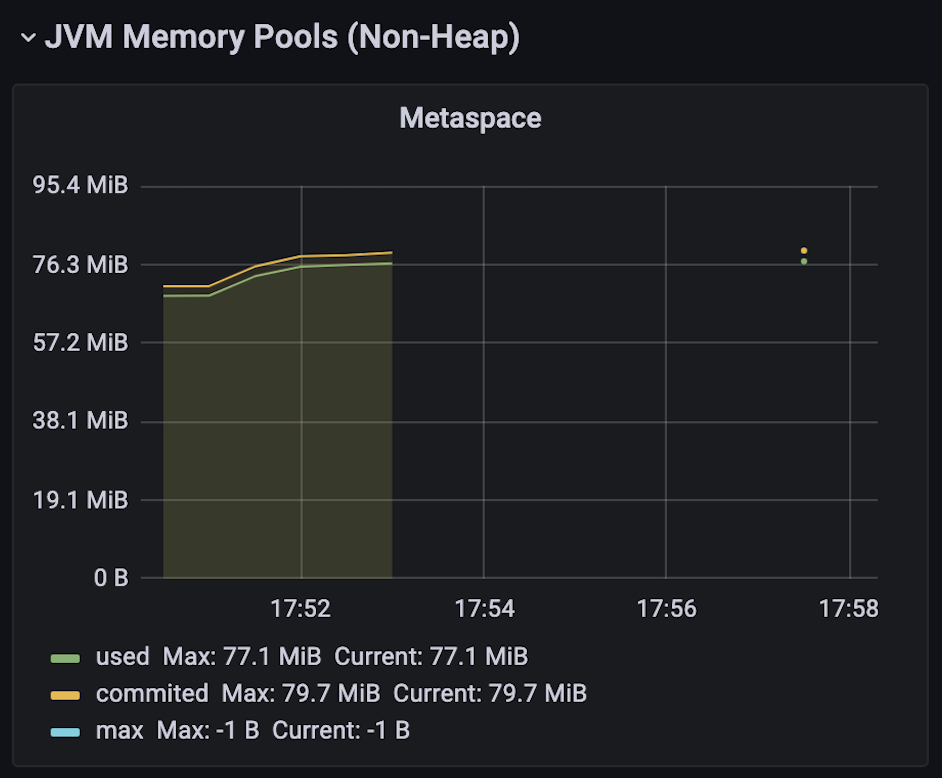 JVM Memory Pools (Non-Heap)
Metaspace
95.4 MiB
76.3 MiB
57.2 MiB
38.1 MiB
19.1 MiB
0 B
17:52 17:54 17:56 17:58
used Max: 77.1 MiB Current: 77.1 MiB
commited Max: 79.7 MiB Current: 79.7 MiB
max Max: -1 B Current: -1 B